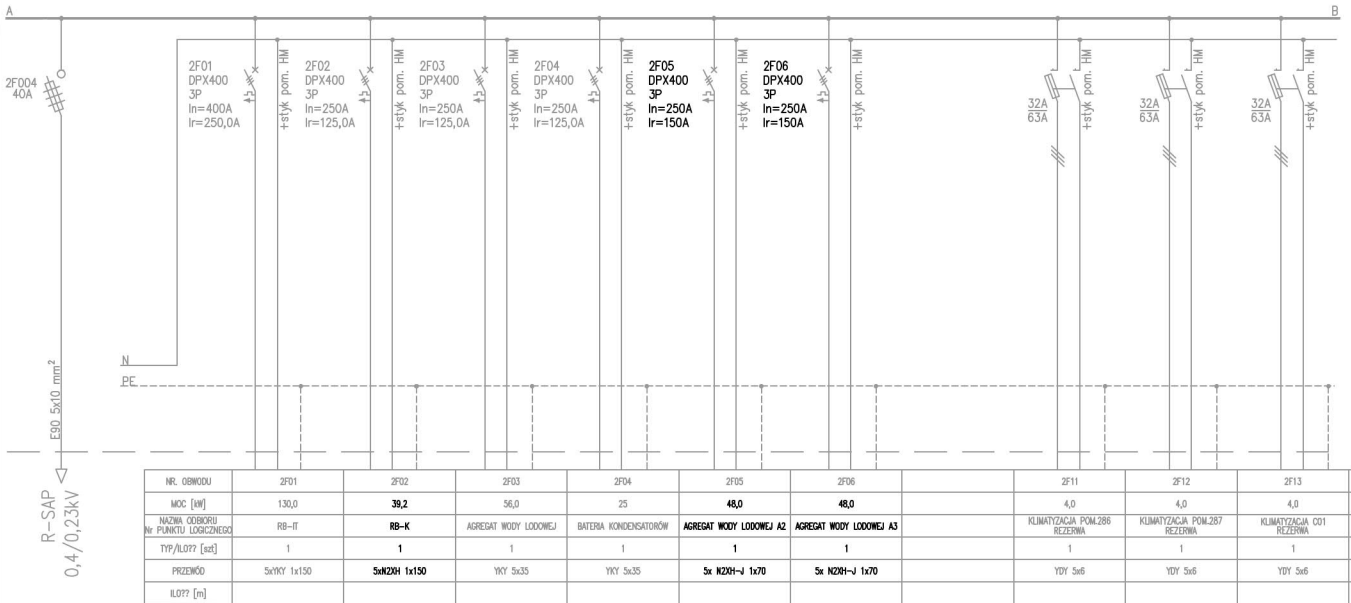 A
B
2F004
40A
2F01
DPX400
3P
In=400A
Ir=250,0A
+styk pom. HM
2F02
DPX400
3P
In=250A
Ir=125,0A
+styk pom. HM
2F03
DPX400
3P
In=250A
Ir=125,0A
+styk pom. HM
2F04
DPX400
3P
In=250A
Ir=125,0A
+styk pom. HM
2F05
DPX400
3P
In=250A
Ir=150A
+styk pom. HM
2F06
DPX400
3P
In=250A
Ir=150A
+styk pom. HM
32A
63A
+styk pom. HM
32A
63A
+styk pom. HM
32A
63A
+styk pom. HM
N
PE
E90 5x10 mm²
R-SAP
0,4/0,23kV
NR. OBWODU 2F01 2F02 2F03 2F04 2F05 2F06 2F11 2F12 2F13
MOC [kW] 130,0 39,2 56,0 25 48,0 48,0 4,0 4,0 4,0
NAZWA ODBIORU
Nr PUNKTU LOGICZNEGO
RB-IT
RB-K
AGREGAT WODY LODOWEJ
BATERIA KONDENSATORÓW
AGREGAT WODY LODOWEJ A2
AGREGAT WODY LODOWEJ A3
KLIMATYZACJA POM.286
REZERWA
KLIMATYZACJA POM.287
REZERWA
KLIMATYZACJA C01
REZERWA
TYP/ILO?? [szt] 1 1 1 1 1 1 1 1 1
PRZEWÓD 5xYKY 1x150 5xN2XH 1x150 YKY 5x35 YKY 5x35 5x N2XH-J 1x70 5x N2XH-J 1x70 YDY 5x6 YDY 5x6 YDY 5x6
ILO?? [m]